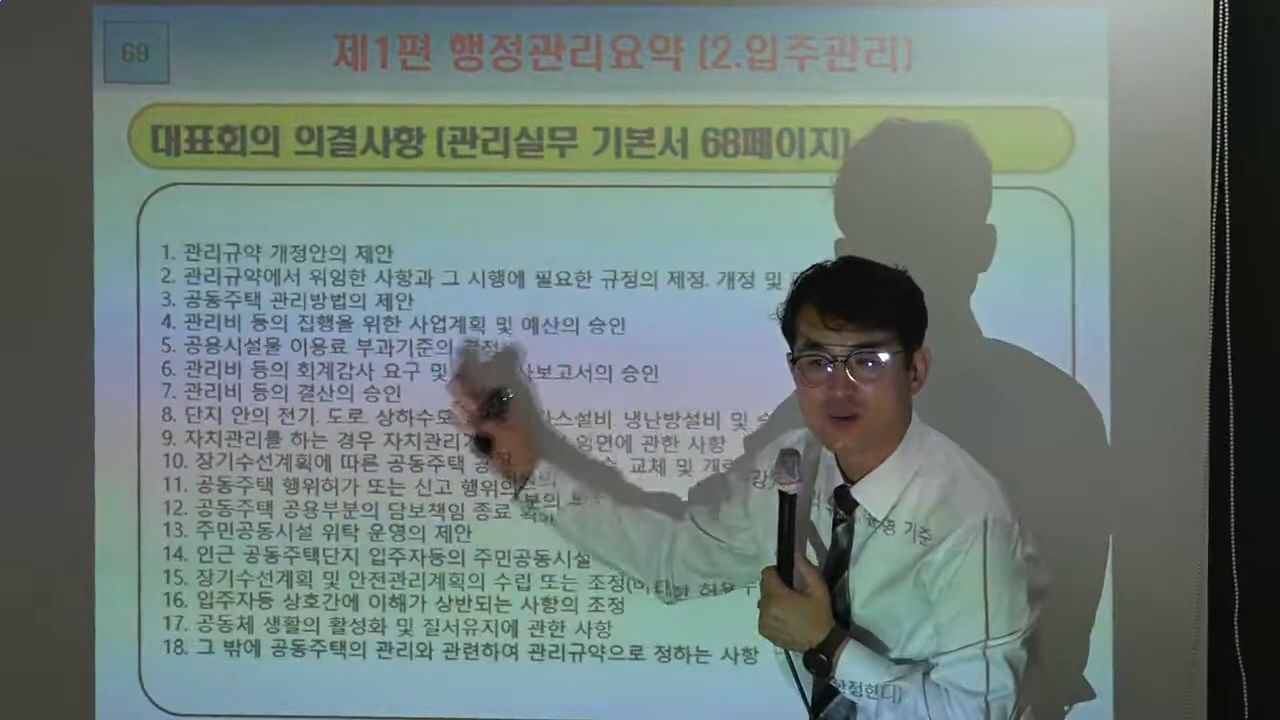 69
제1편 행정관리요약 [2.입주관리]
대표회의 의결사항 [관리실무 기본서 68페이지]
1. 관리규약 개정안의 제안
2. 관리규약에서 위임한 사항과 그 시행에 필요한 규정의 제정. 개정 및
3. 공동주택 관리방법의 제안
4. 관리비 등의 집행을 위한 사업계획 및 예산의 승인
5. 공용시설물 이용료 부과기준의 결정
6. 관리비 등의 회계감사 요구 및 사보고서의 승인
7. 관리비 등의 결산의 승인
8. 단지 안의 전기. 도로 상하수도 가스설비. 냉난방설비 및
9. 자치관리를 하는 경우 자치관리기 임면에 관한 사항
10. 장기수선계획에 따른 공동주택 공 교체 및 개량
11. 공동주택 행위허가 또는 신고 행위의
12. 공동주택 공용부분의 담보책임 종료 확인
13. 주민공동시설 위탁 운영의 제안 기준
14. 인근 공동주택단지 입주자등의 주민공동시설
15. 장기수선계획 및 안전관리계획의 수립 또는 조정(비 허용
16. 입주자등 상호간에 이해가 상반되는 사항의 조정
17. 공동체 생활의 활성화 및 질서유지에 관한 사항
18. 그 밖에 공동주택의 관리와 관련하여 관리규약으로 정하는 사항
한정한다)